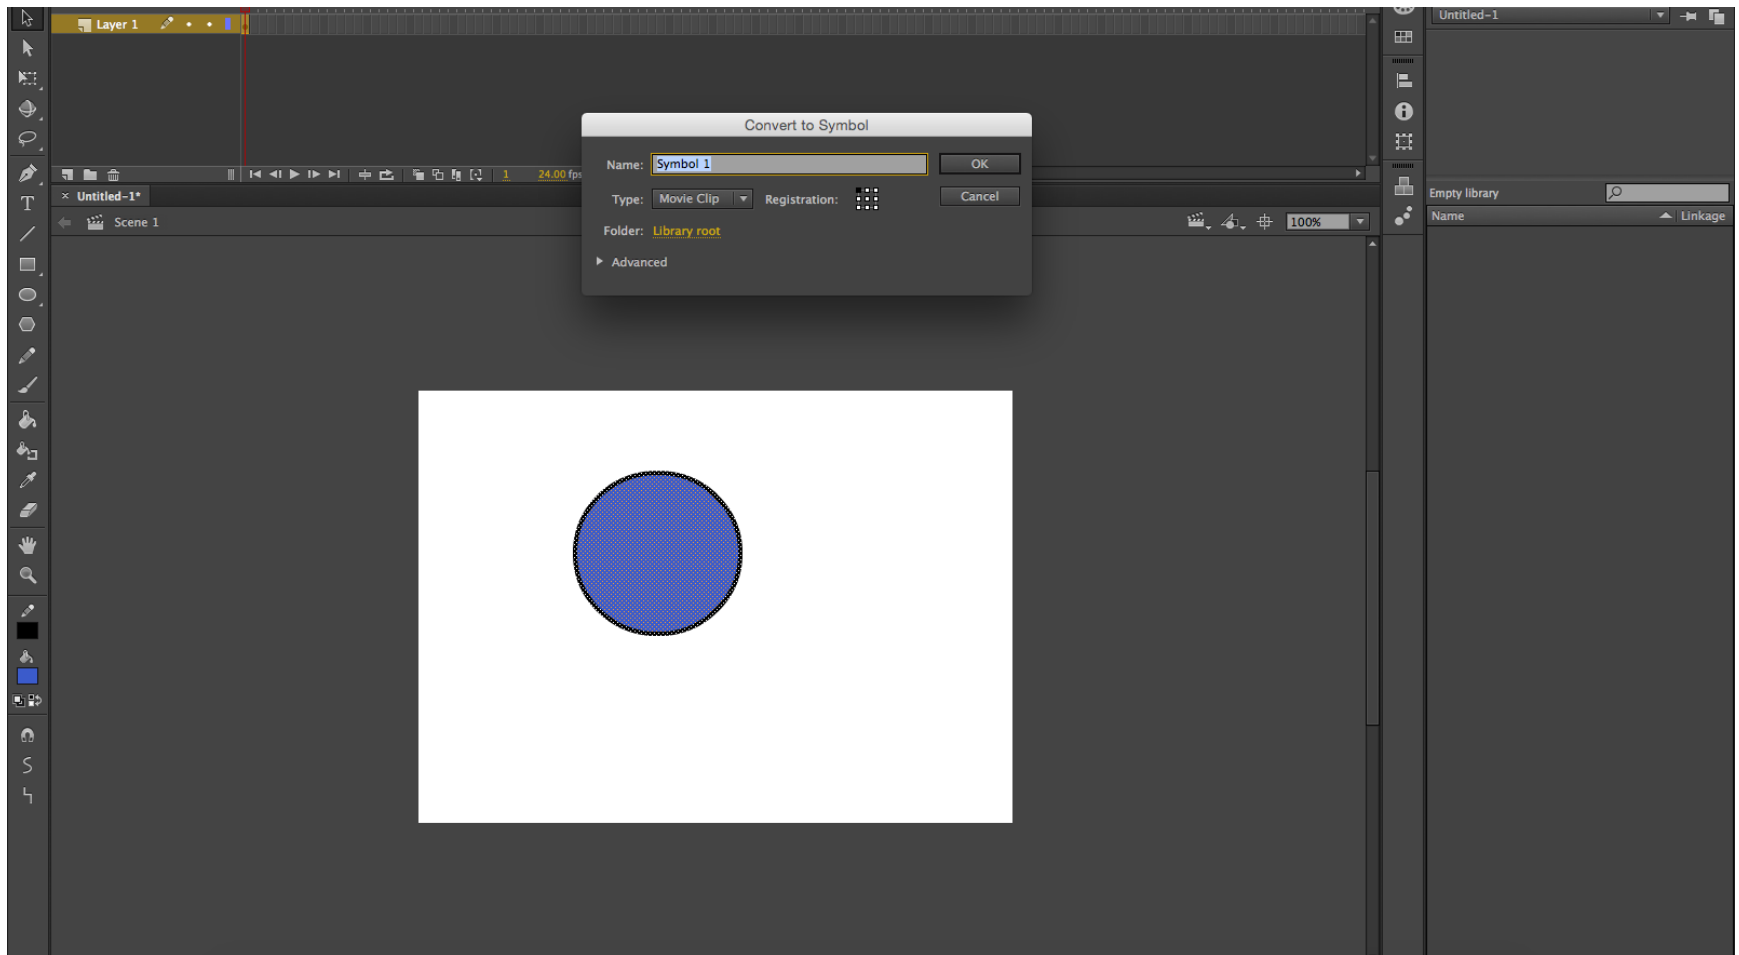 Layer 1
Untitled-1
Convert to Symbol
Name: Symbol 1 OK
1 24.00 fps
Type: Movie Clip Registration: Cancel
× Untitled-1*
Empty library
Scene 1
100%
Name Linkage
Folder: Library root
Advanced
T